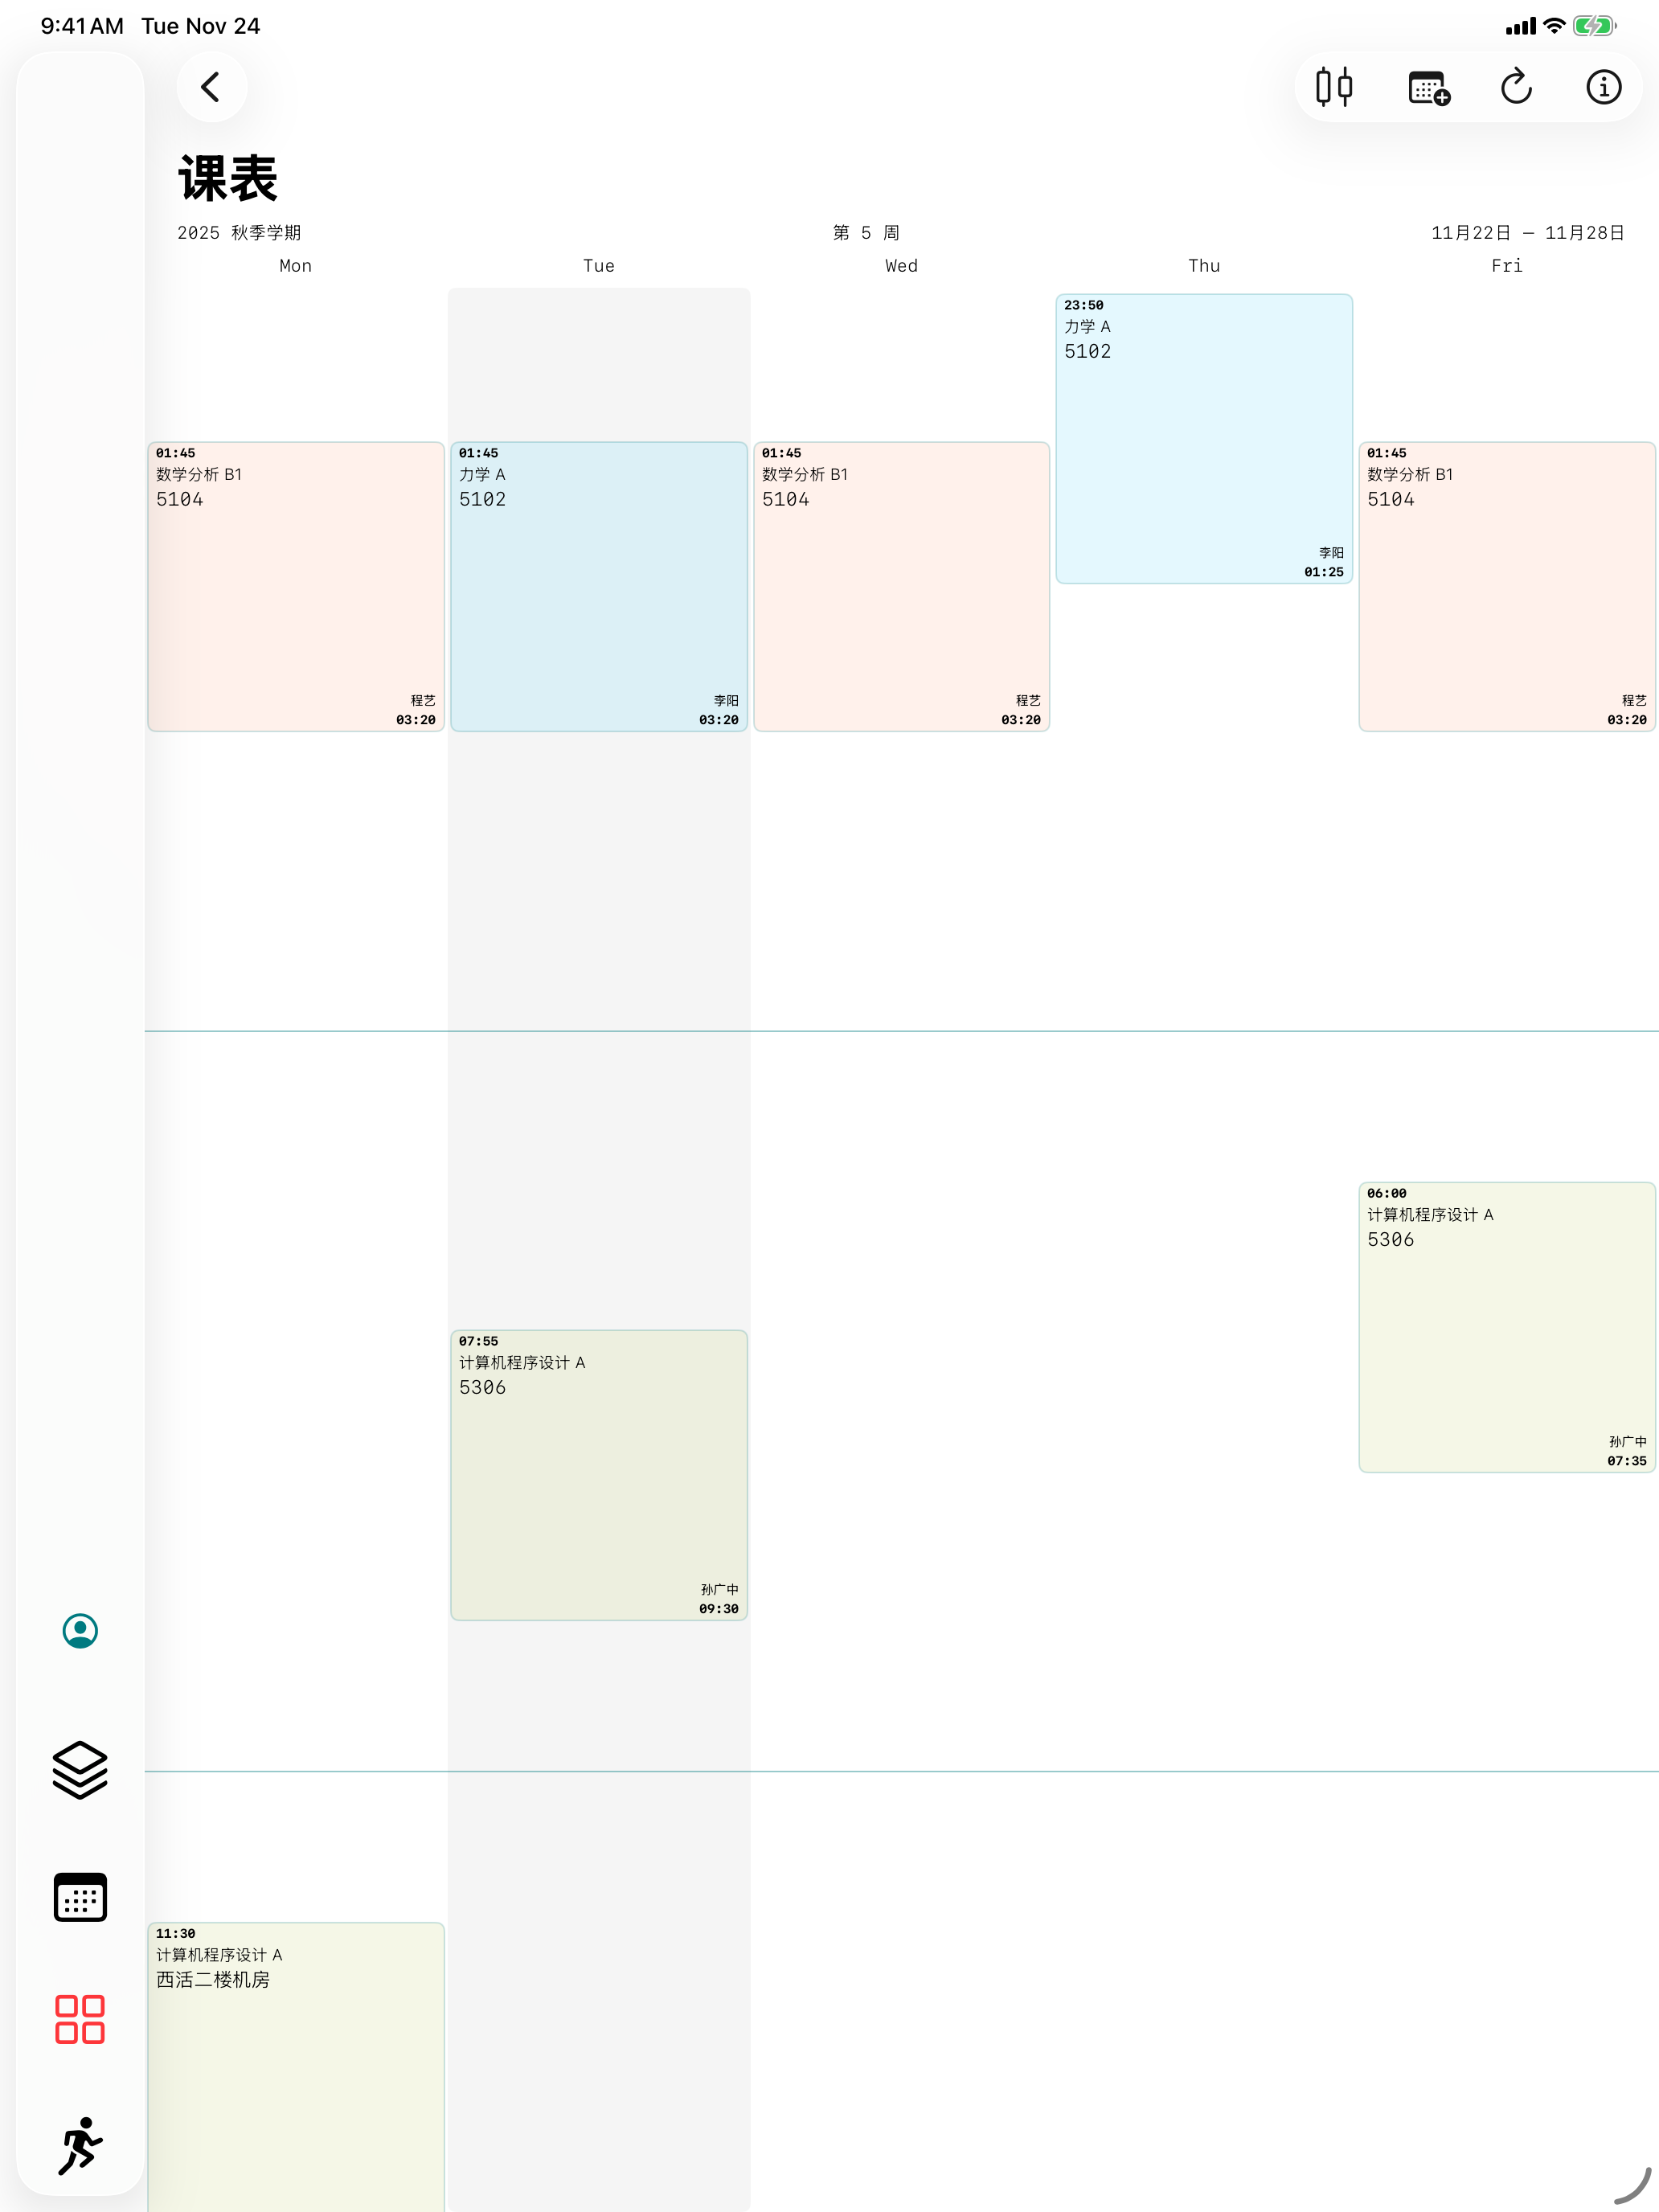 9:41 AM Tue Nov 24
课表
2025 秋季学期
第 5 周
11月22日 – 11月28日
Mon
Tue
Wed
Thu
Fri
01:45
数学分析 B1
5104
程艺
03:20
11:30
计算机程序设计 A
西活二楼机房
01:45
力学 A
5102
李阳
03:20
07:55
计算机程序设计 A
5306
孙广中
09:30
01:45
数学分析 B1
5104
程艺
03:20
23:50
力学 A
5102
李阳
01:25
01:45
数学分析 B1
5104
程艺
03:20
06:00
计算机程序设计 A
5306
孙广中
07:35